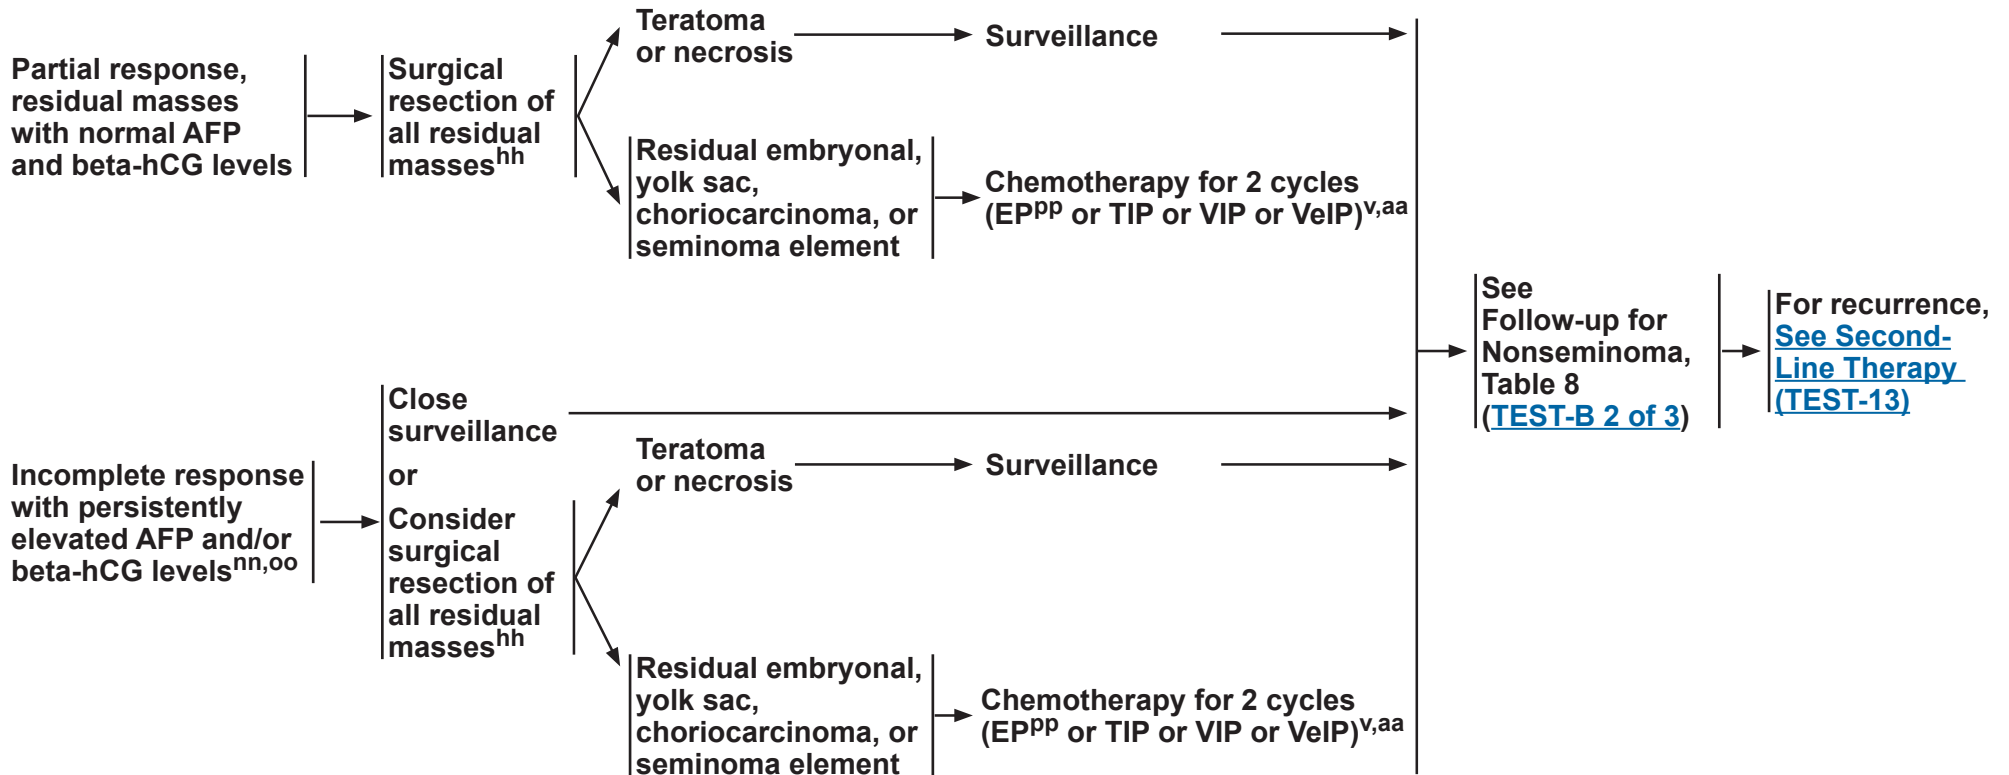 Partial response,
residual masses
with normal AFP
and beta-hCG levels
Surgical
resection of
all residual
masseshh
Teratoma
or necrosis
Surveillance
Residual embryonal,
yolk sac,
choriocarcinoma, or
seminoma element
Chemotherapy for 2 cycles
(EPpp or TIP or VIP or VeIP)v,aa
Incomplete response
with persistently
elevated AFP and/or
beta-hCG levelsnn,oo
Close
surveillance
or
Consider
surgical
resection of
all residual
masseshh
Teratoma
or necrosis
Surveillance
Residual embryonal,
yolk sac,
choriocarcinoma, or
seminoma element
Chemotherapy for 2 cycles
(EPpp or TIP or VIP or VeIP)v,aa
See
Follow-up for
Nonseminoma,
Table 8
(TEST-B 2 of 3)
For recurrence,
See Second-
Line Therapy
(TEST-13)